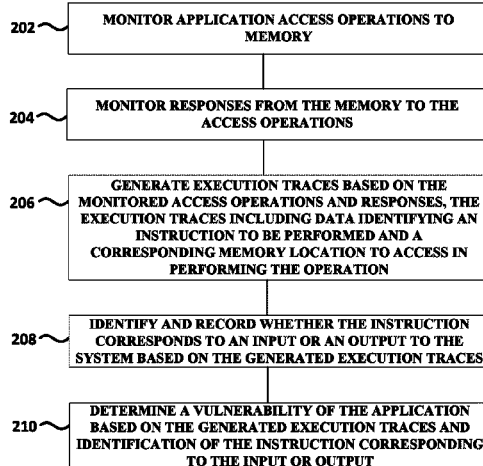 202
MONITOR APPLICATION ACCESS OPERATIONS TO
MEMORY
204
MONITOR RESPONSES FROM THE MEMORY TO THE
ACCESS OPERATIONS
206
GENERATE EXECUTION TRACES BASED ON THE
MONITORED ACCESS OPERATIONS AND RESPONSES, THE
EXECUTION TRACES INCLUDING DATA IDENTIFYING AN
INSTRUCTION TO BE PERFORMED AND A
CORRESPONDING MEMORY LOCATION TO ACCESS IN
PERFORMING THE OPERATION
208
IDENTIFY AND RECORD WHETHER THE INSTRUCTION
CORRESPONDS TO AN INPUT OR AN OUTPUT TO THE
SYSTEM BASED ON THE GENERATED EXECUTION TRACES
210
DETERMINE A VULNERABILITY OF THE APPLICATION
BASED ON THE GENERATED EXECUTION TRACES AND
IDENTIFICATION OF THE INSTRUCTION CORRESPONDING
TO THE INPUT OR OUTPUT